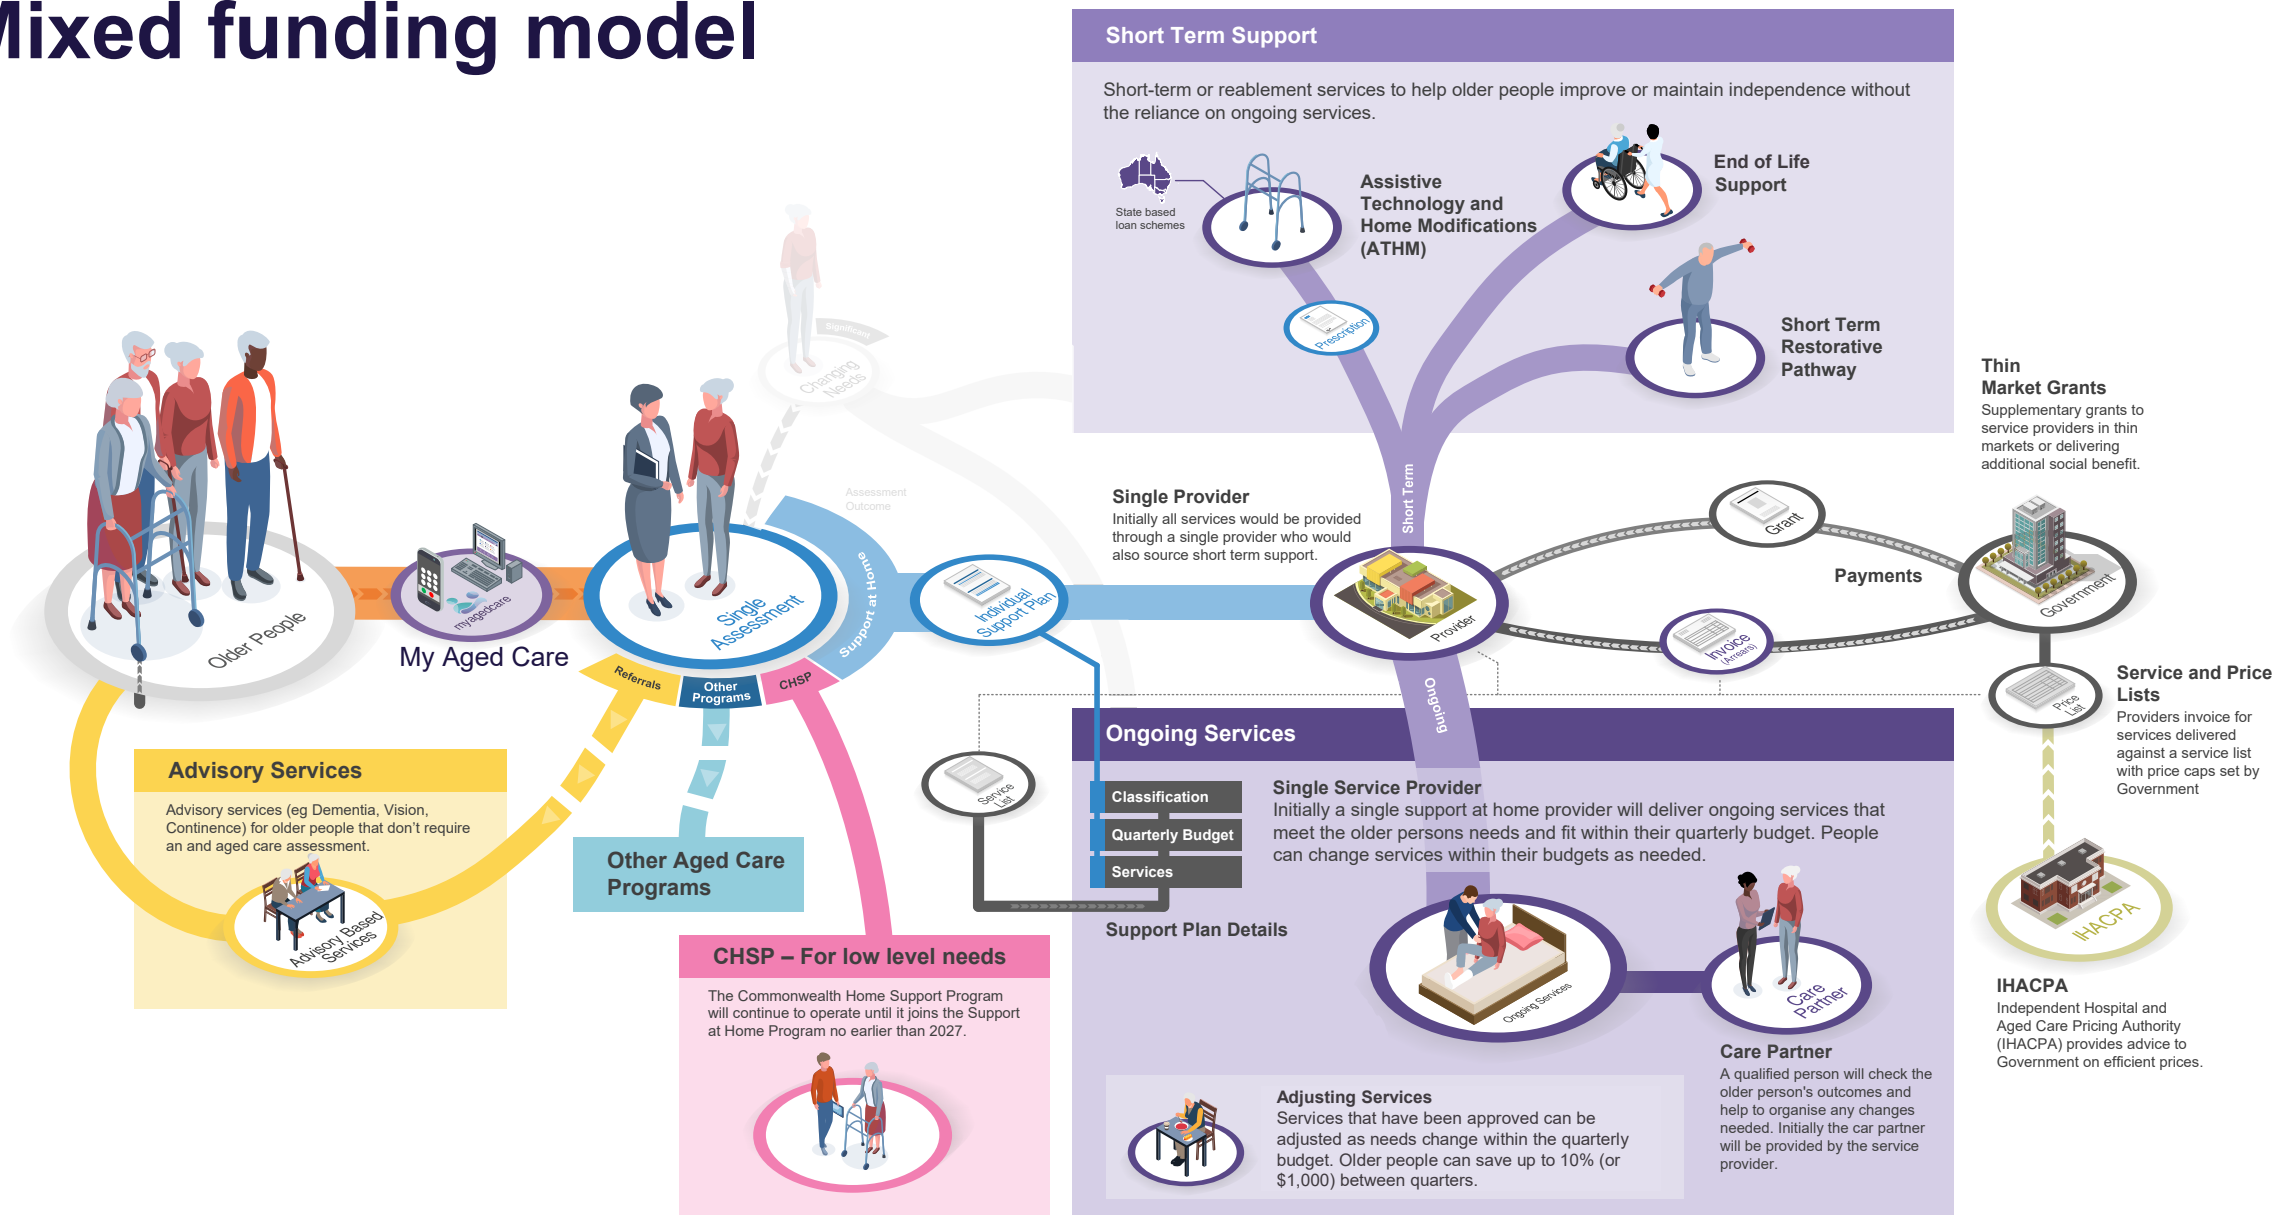 Mixed funding model
Short Term Support
Short-term or reablement services to help older people improve or maintain independence without
the reliance on ongoing services.
State based
loan schemes
Assistive
Technology and
Home Modifications
(ATHM)
End of Life
Support
Prescription
Short Term
Restorative
Pathway
Significant
Changing
Needs
Thin
Market Grants
Supplementary grants to
service providers in thin
markets or delivering
additional social benefit.
Assessment
Outcome
Short Term
Single Provider
Initially all services would be provided
through a single provider who would
also source short term support.
Grant
Payments
Government
Older People
myagedcare
My Aged Care
Single
Assessment
Support at Home
Individual
Support Plan
Provider
Invoice
(Arrears)
Referrals
Other
Programs
CHSP
Price
List
Service and Price
Lists
Providers invoice for
services delivered
against a service list
with price caps set by
Government
Ongoing
Advisory Services
Advisory services (eg Dementia, Vision,
Continence) for older people that don't require
an and aged care assessment.
Advisory Based
Services
Other Aged Care
Programs
CHSP – For low level needs
The Commonwealth Home Support Program
will continue to operate until it joins the Support
at Home Program no earlier than 2027.
Service
List
Ongoing Services
Classification
Quarterly Budget
Services
Support Plan Details
Single Service Provider
Initially a single support at home provider will deliver ongoing services that
meet the older persons needs and fit within their quarterly budget. People
can change services within their budgets as needed.
Ongoing Services
Care
Partner
Care Partner
A qualified person will check the
older person's outcomes and
help to organise any changes
needed. Initially the car partner
will be provided by the service
provider.
Adjusting Services
Services that have been approved can be
adjusted as needs change within the quarterly
budget. Older people can save up to 10% (or
$1,000) between quarters.
IHACPA
IHACPA
Independent Hospital and
Aged Care Pricing Authority
(IHACPA) provides advice to
Government on efficient prices.